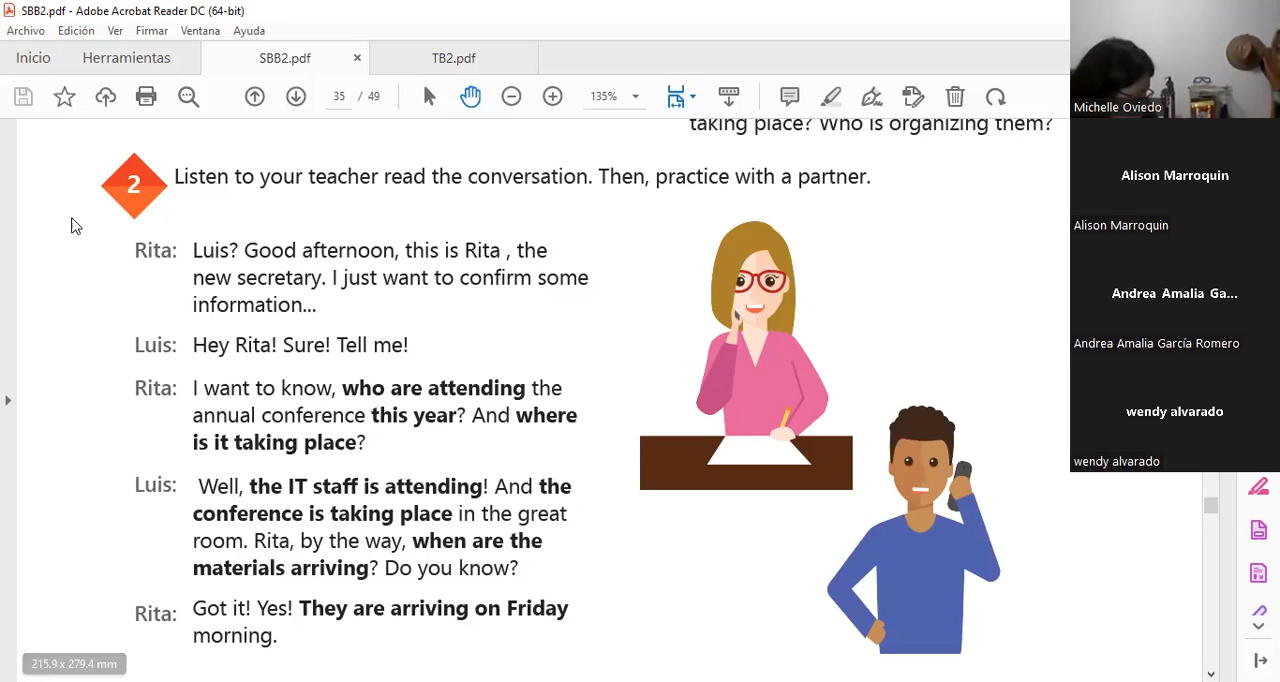 SBB2.pdf - Adobe Acrobat Reader DC (64-bit)
Archivo Edición Ver Firmar Ventana Ayuda
Inicio Herramientas SBB2.pdf × TB2.pdf
35 / 49 135%
taking place? Who is organizing them?
2 Listen to your teacher read the conversation. Then, practice with a partner.
Rita: Luis? Good afternoon, this is Rita , the
new secretary. I just want to confirm some
information...
Luis: Hey Rita! Sure! Tell me!
Rita: I want to know, who are attending the
annual conference this year? And where
is it taking place?
Luis: Well, the IT staff is attending! And the
conference is taking place in the great
room. Rita, by the way, when are the
materials arriving? Do you know?
Rita: Got it! Yes! They are arriving on Friday
morning.
215.9 x 279.4 mm
Michelle Oviedo
Alison Marroquin
Alison Marroquin
Andrea Amalia Ga...
Andrea Amalia García Romero
wendy alvarado
wendy alvarado